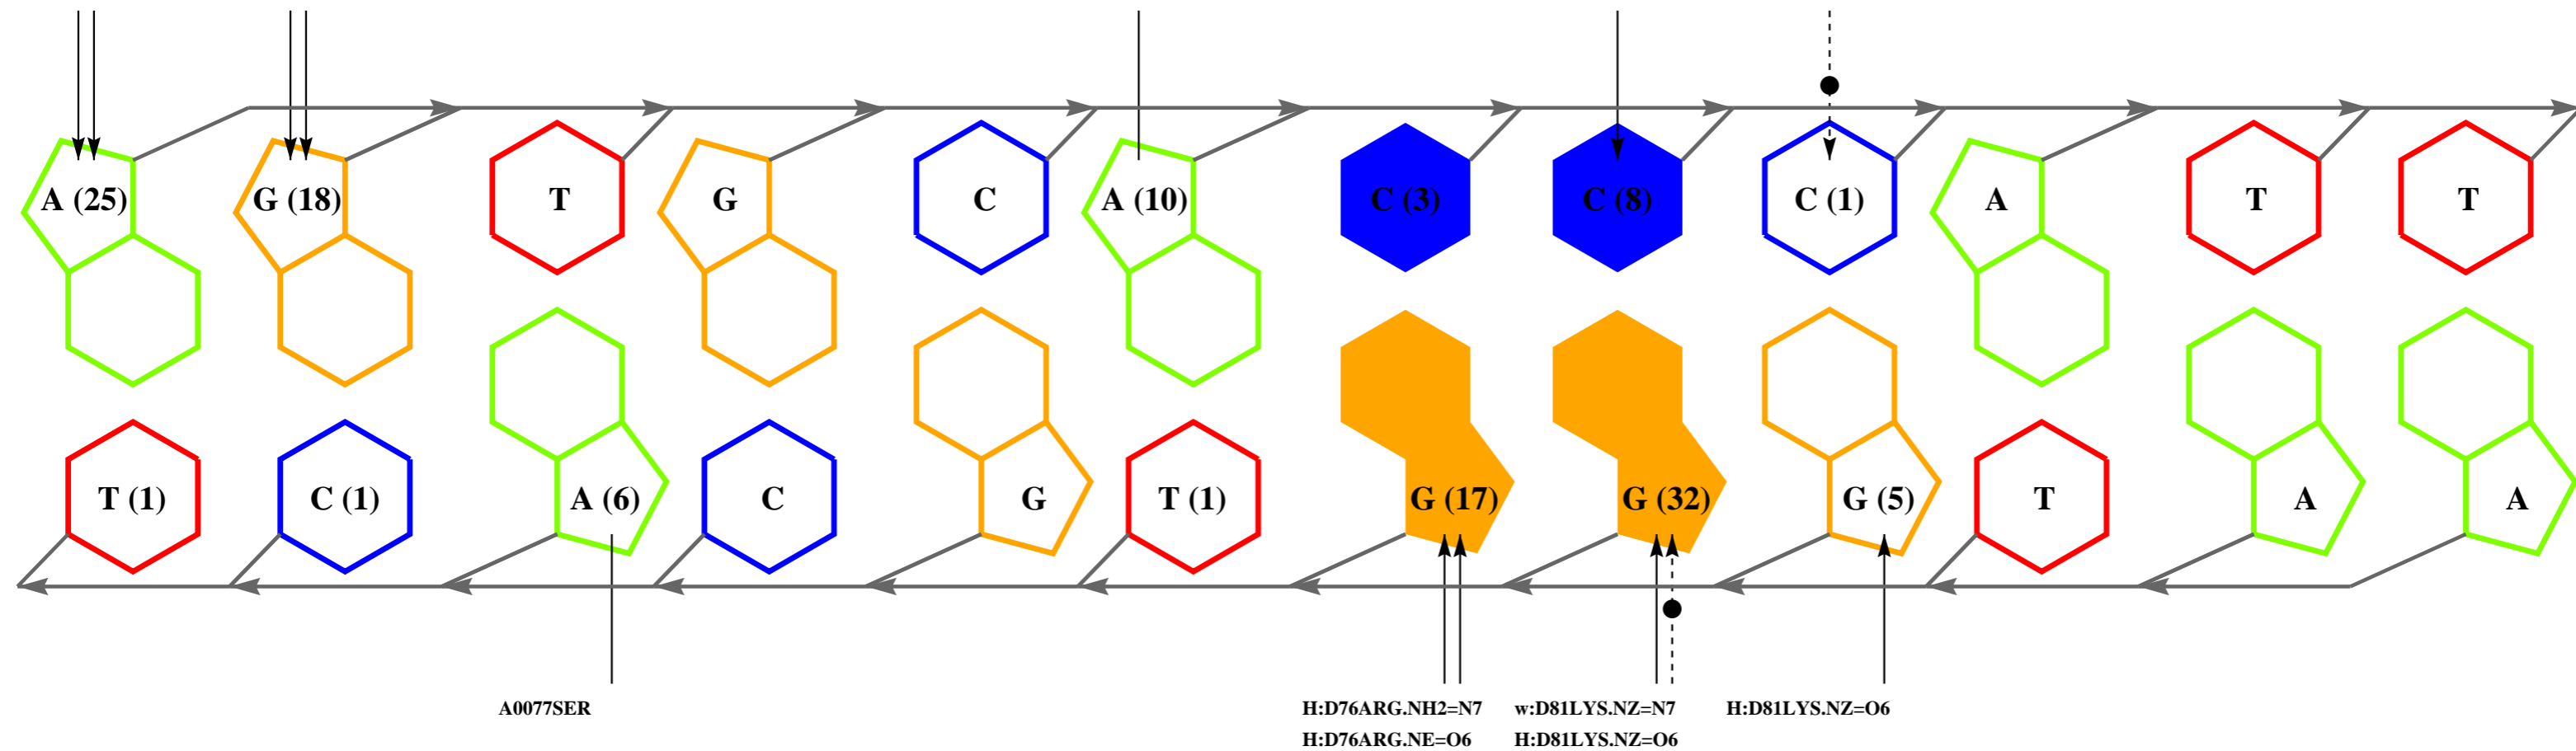 A (25) G (18) T G C A (10) C (3) C (8) C (1) A T T
T (1) C (1) A (6) C G T (1) G (17) G (32) G (5) T A A
A0077SER H:D76ARG.NH2=N7 w:D81LYS.NZ=N7 H:D81LYS.NZ=O6
H:D76ARG.NE=O6 H:D81LYS.NZ=O6